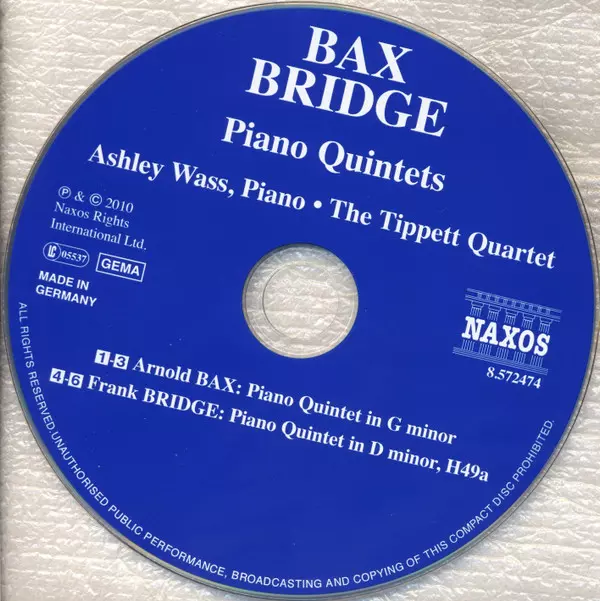 BAX
BRIDGE
Piano Quintets
Ashley Wass, Piano • The Tippett Quartet
Ⓟ & © 2010
Naxos Rights
International Ltd.
LC 05537
GEMA
MADE IN
GERMANY
NAXOS
8.572474
1-3 Arnold BAX: Piano Quintet in G minor
4-6 Frank BRIDGE: Piano Quintet in D minor, H49a
ALL RIGHTS RESERVED.UNAUTHORISED PUBLIC PERFORMANCE, BROADCASTING AND COPYING OF THIS COMPACT DISC PROHIBITED.